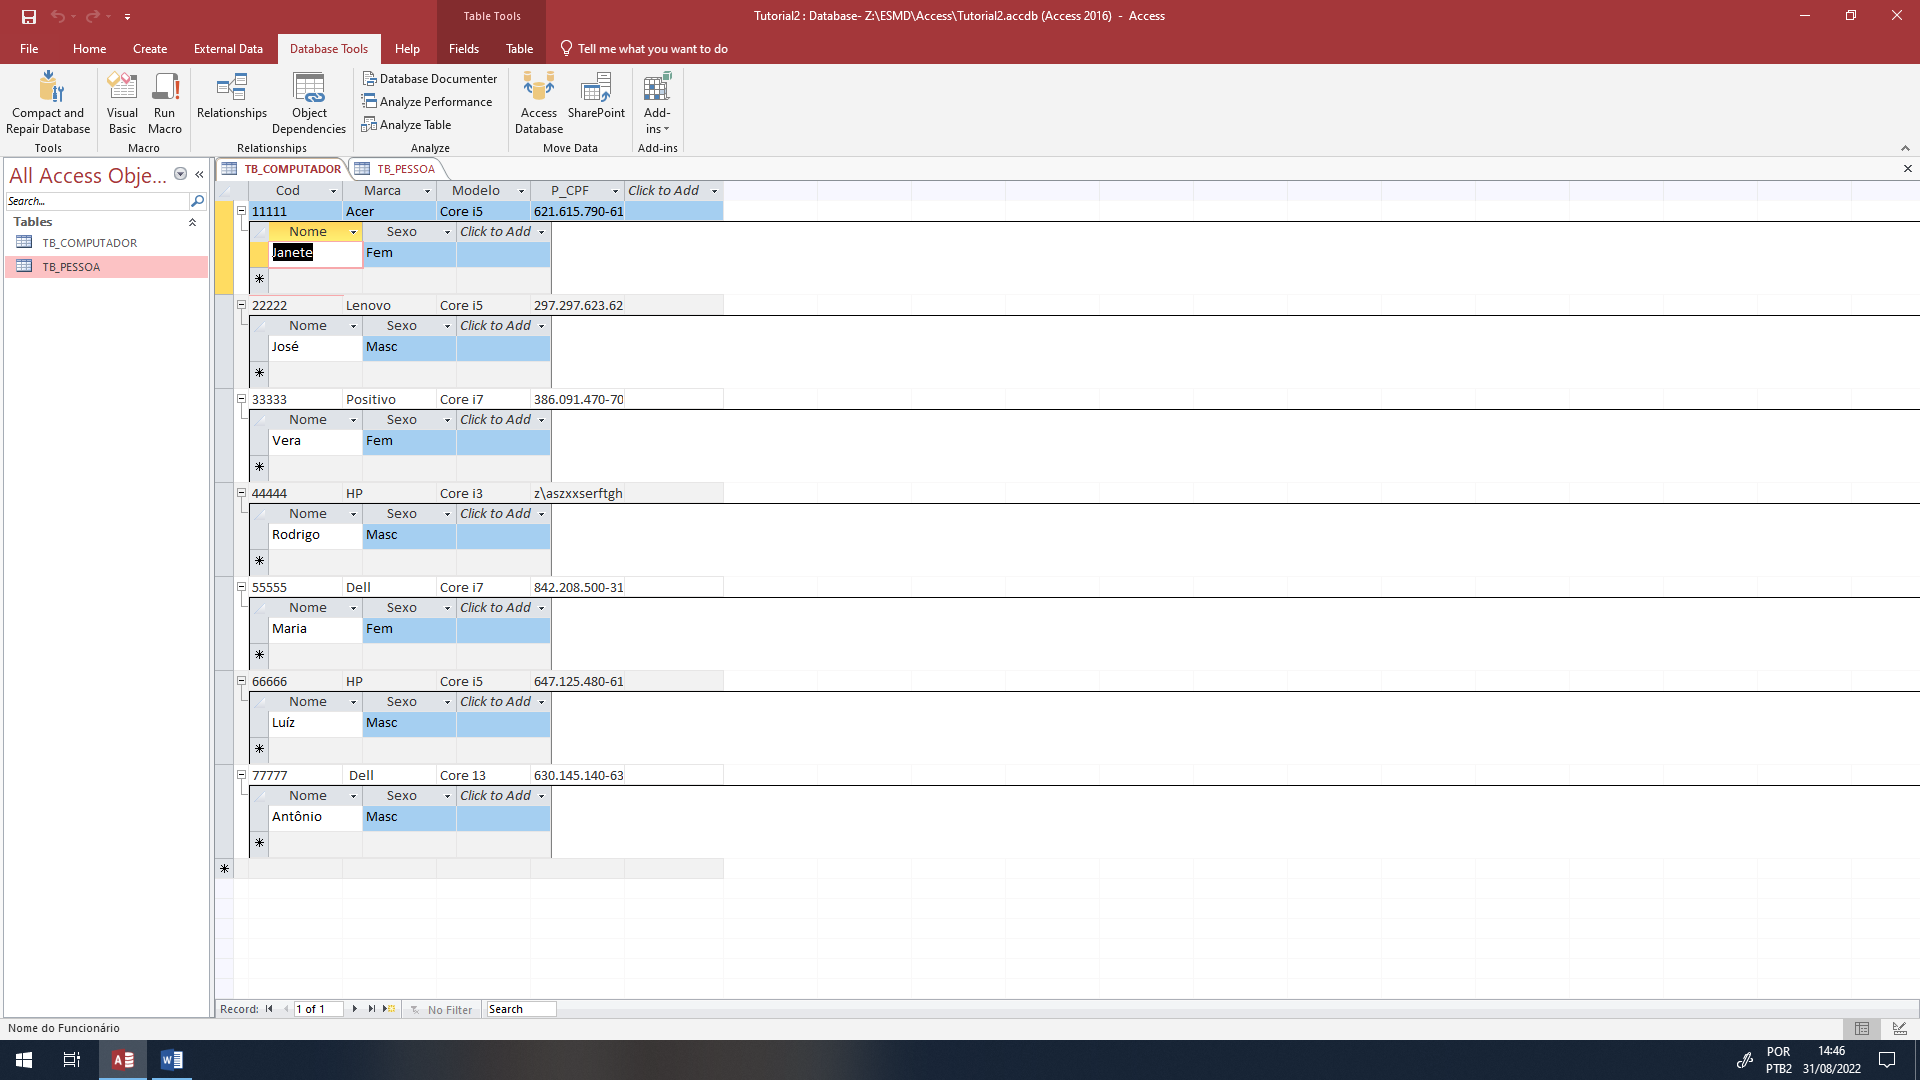 Table Tools
Tutorial2 : Database- Z:\ESMD\Access\Tutorial2.accdb (Access 2016) - Access
File Home Create External Data Database Tools Help Fields Table Tell me what you want to do
Compact and Repair Database
Tools
Visual Basic
Run Macro
Macro
Relationships
Object Dependencies
Relationships
Database Documenter
Analyze Performance
Analyze Table
Analyze
Access Database
SharePoint
Move Data
Add-ins
Add-ins
All Access Obje...
Search...
Tables
TB_COMPUTADOR
TB_PESSOA
TB_COMPUTADOR TB_PESSOA
Cod Marca Modelo P_CPF Click to Add
11111 Acer Core i5 621.615.790-61
Nome Sexo Click to Add
Janete Fem
22222 Lenovo Core i5 297.297.623.62
Nome Sexo Click to Add
José Masc
33333 Positivo Core i7 386.091.470-70
Nome Sexo Click to Add
Vera Fem
44444 HP Core i3 z\aszxxserftgh
Nome Sexo Click to Add
Rodrigo Masc
55555 Dell Core i7 842.208.500-31
Nome Sexo Click to Add
Maria Fem
66666 HP Core i5 647.125.480-61
Nome Sexo Click to Add
Luíz Masc
77777 Dell Core 13 630.145.140-63
Nome Sexo Click to Add
Antônio Masc
Record: 1 of 1 No Filter Search
Nome do Funcionário
POR
PTB2
14:46
31/08/2022